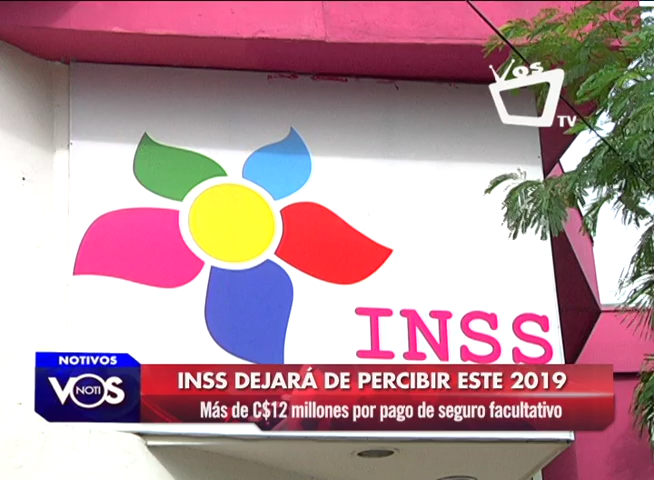 Vos
TV
INSS
NOTIVOS
VOS
NOTI
INSS DEJARÁ DE PERCIBIR ESTE 2019
Más de C$12 millones por pago de seguro facultativo